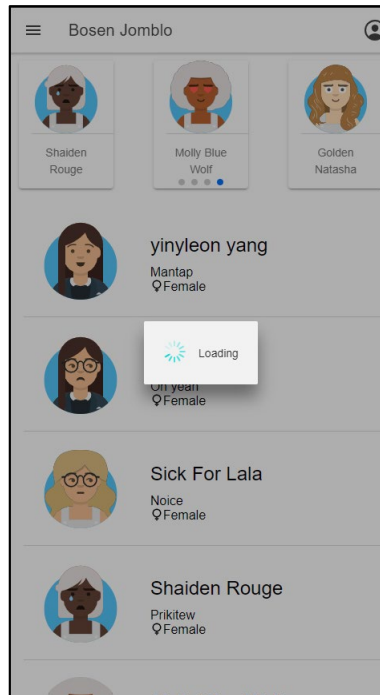 Bosen Jomblo
Shaiden
Rouge
Molly Blue
Wolf
Golden
Natasha
yinyleon yang
Mantap
♀Female
Loading
Oh yeah
♀Female
Sick For Lala
Noice
♀Female
Shaiden Rouge
Prikitew
♀Female